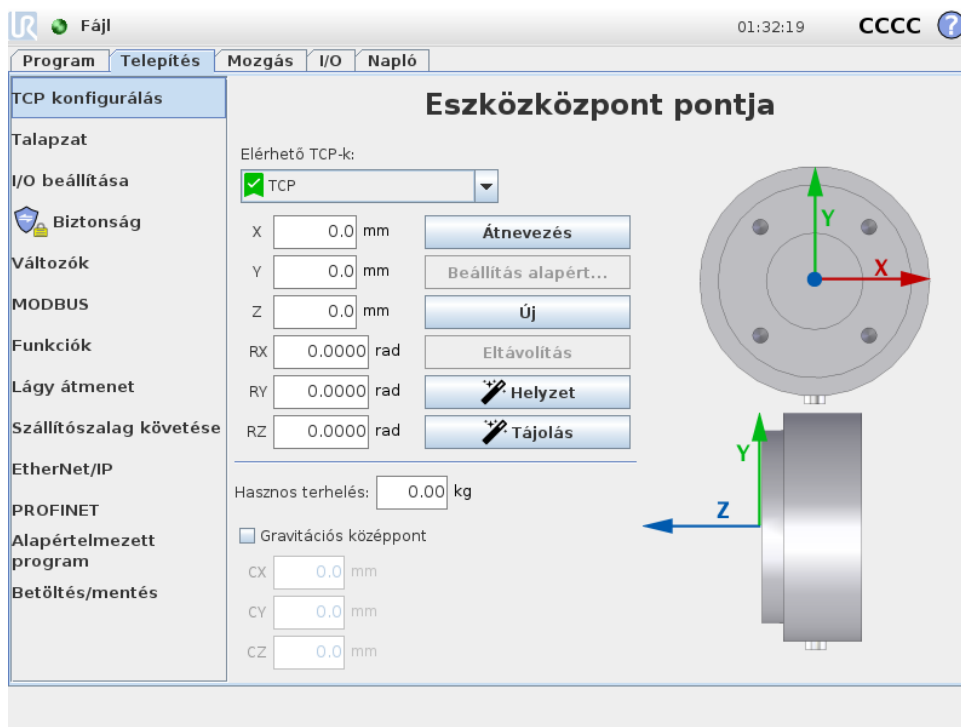 UR Fájl 01:32:19 CCCC ?
Program Telepítés Mozgás I/O Napló
TCP konfigurálás
Talapzat
I/O beállítása
Biztonság
Változók
MODBUS
Funkciók
Lágy átmenet
Szállítószalag követése
EtherNet/IP
PROFINET
Alapértelmezett
program
Betöltés/mentés
Eszközközpont pontja
Elérhető TCP-k:
TCP
X 0.0 mm Átnevezés
Y 0.0 mm Beállítás alapért...
Z 0.0 mm Új
RX 0.0000 rad Eltávolítás
RY 0.0000 rad Helyzet
RZ 0.0000 rad Tájolás
Hasznos terhelés: 0.00 kg
Gravitációs középpont
CX 0.0 mm
CY 0.0 mm
CZ 0.0 mm
Y
X
Y
Z